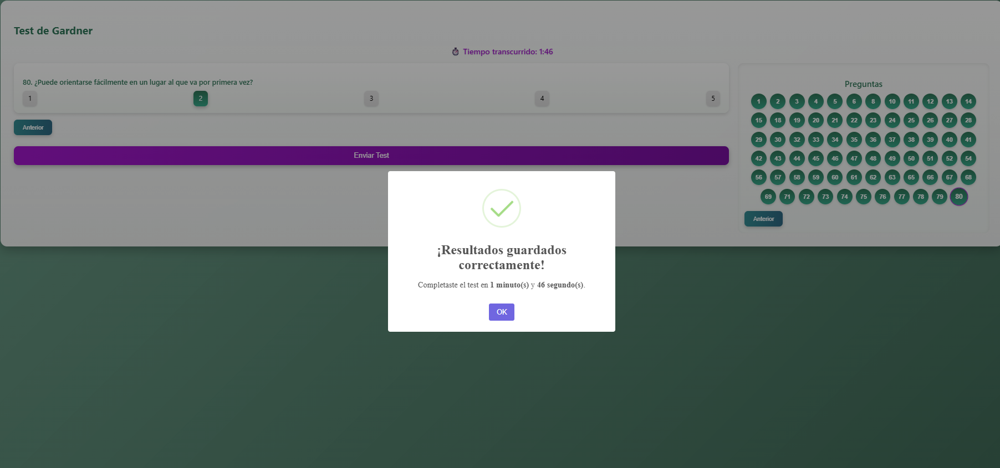 Test de Gardner
Tiempo transcurrido: 1:46
80. ¿Puede orientarse fácilmente en un lugar al que va por primera vez?
1 2 3 4 5
Anterior
Enviar Test
Preguntas
1 2 3 4 5 6 8 10 11 12 13 14
15 18 19 20 21 22 23 24 25 26 27 28
29 30 32 33 34 35 36 37 38 39 40 41
42 43 44 45 46 47 48 49 50 51 52 54
56 57 58 59 60 61 62 63 65 66 67 68
69 71 72 73 74 75 76 77 78 79 80
Anterior
¡Resultados guardados
correctamente!
Completaste el test en 1 minuto(s) y 46 segundo(s).
OK